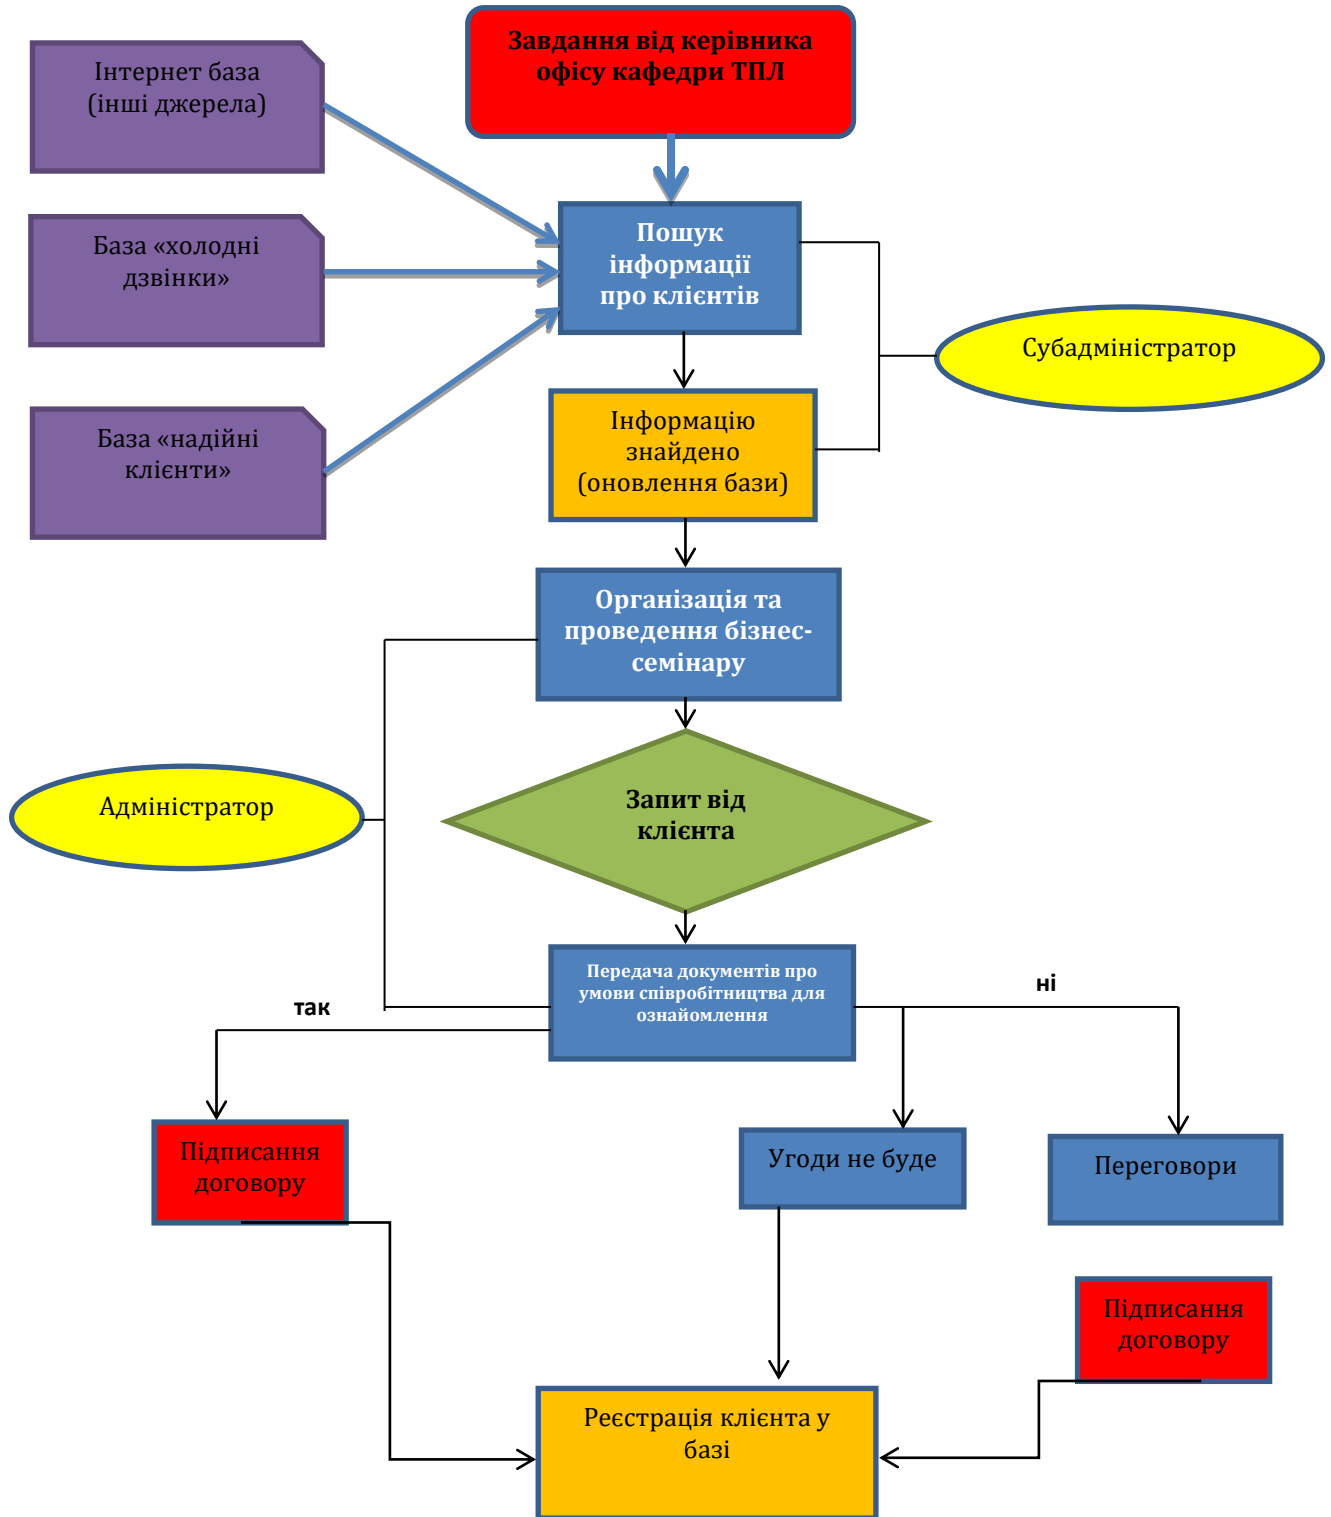 Завдання від керівника
офісу кафедри ТПЛ
Інтернет база
(інші джерела)
База «холодні
дзвінки»
База «надійні
клієнти»
Пошук
інформації
про клієнтів
Субадміністратор
Інформацію
знайдено
(оновлення бази)
Організація та
проведення бізнес-
семінару
Адміністратор
Запит від
клієнта
Передача документів про
умови співробітництва для
ознайомлення
так
ні
Підписання
договору
Угоди не буде
Переговори
Підписання
договору
Реєстрація клієнта у
базі